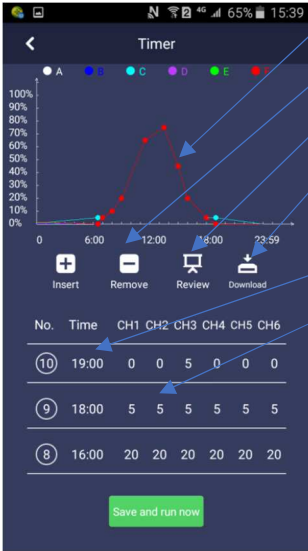 4G 65% 15:39
Timer
A B C D E F
100%
90%
80%
70%
60%
50%
40%
30%
20%
10%
0%
0 6:00 12:00 18:00 23:59
Insert Remove Review Download
No. Time CH1 CH2 CH3 CH4 CH5 CH6
10 19:00 0 0 5 0 0 0
9 18:00 5 5 5 5 5 5
8 16:00 20 20 20 20 20 20
Save and run now